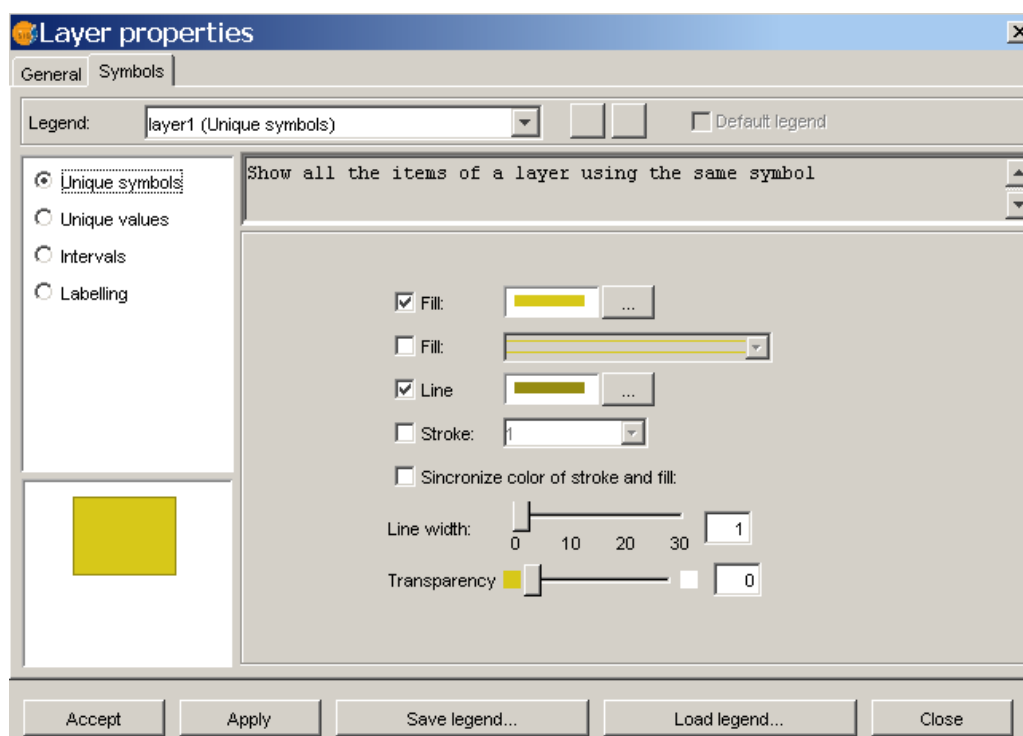 Layer properties
General Symbols
Legend: layer1 (Unique symbols) Default legend
Unique symbols
Unique values
Intervals
Labelling
Show all the items of a layer using the same symbol
Fill: ...
Fill:
Line ...
Stroke: 1
Sincronize color of stroke and fill:
Line width: 1
0 10 20 30
Transparency 0
Accept Apply Save legend... Load legend... Close